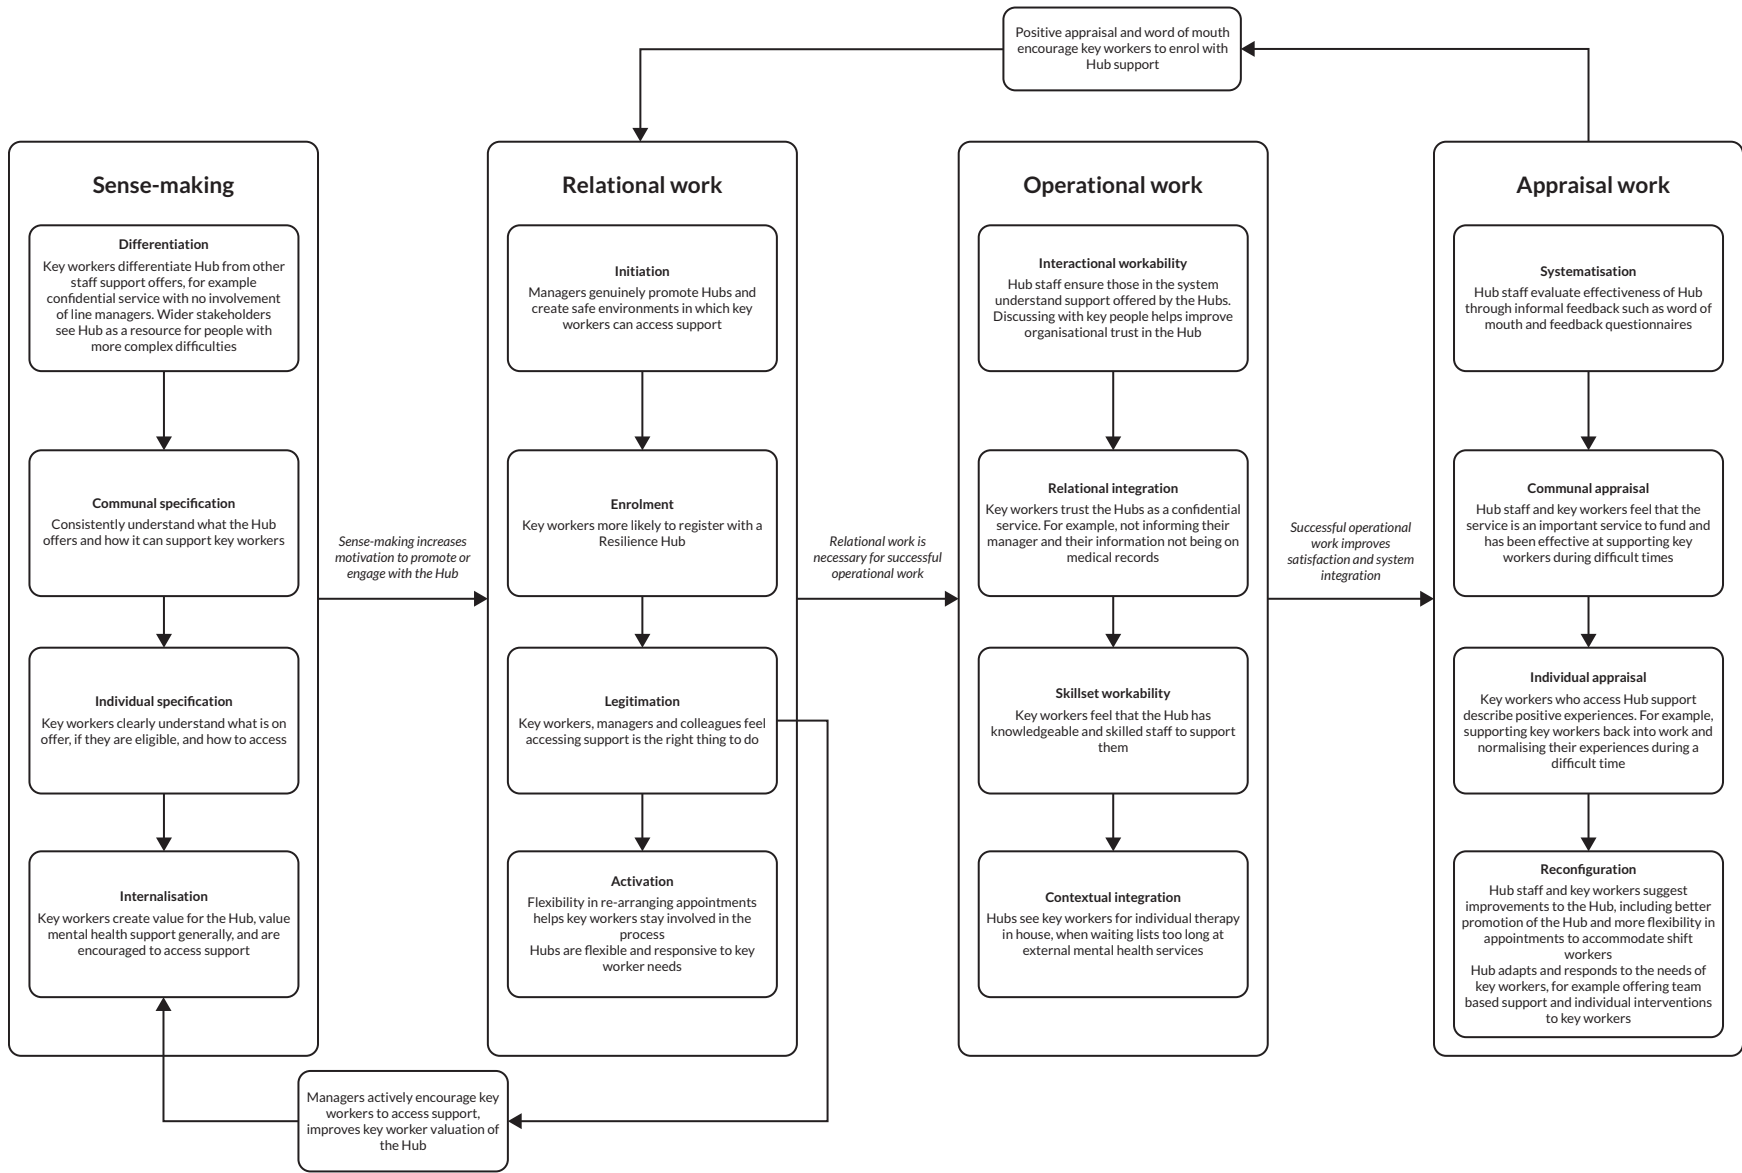 Positive appraisal and word of mouth
encourage key workers to enrol with
Hub support
Sense-making
Differentiation
Key workers differentiate Hub from other
staff support offers, for example
confidential service with no involvement
of line managers. Wider stakeholders
see Hub as a resource for people with
more complex difficulties
Communal specification
Consistently understand what the Hub
offers and how it can support key workers
Individual specification
Key workers clearly understand what is on
offer, if they are eligible, and how to access
Internalisation
Key workers create value for the Hub, value
mental health support generally, and are
encouraged to access support
Sense-making increases
motivation to promote or
engage with the Hub
Relational work
Initiation
Managers genuinely promote Hubs and
create safe environments in which key
workers can access support
Enrolment
Key workers more likely to register with a
Resilience Hub
Legitimation
Key workers, managers and colleagues feel
accessing support is the right thing to do
Activation
Flexibility in re-arranging appointments
helps key workers stay involved in the
process
Hubs are flexible and responsive to key
worker needs
Relational work is
necessary for successful
operational work
Operational work
Interactional workability
Hub staff ensure those in the system
understand support offered by the Hubs.
Discussing with key people helps improve
organisational trust in the Hub
Relational integration
Key workers trust the Hubs as a confidential
service. For example, not informing their
manager and their information not being on
medical records
Skillset workability
Key workers feel that the Hub has
knowledgeable and skilled staff to support
them
Contextual integration
Hubs see key workers for individual therapy
in house, when waiting lists too long at
external mental health services
Successful operational
work improves
satisfaction and system
integration
Appraisal work
Systematisation
Hub staff evaluate effectiveness of Hub
through informal feedback such as word of
mouth and feedback questionnaires
Communal appraisal
Hub staff and key workers feel that the
service is an important service to fund and
has been effective at supporting key
workers during difficult times
Individual appraisal
Key workers who access Hub support
describe positive experiences. For example,
supporting key workers back into work and
normalising their experiences during a
difficult time
Reconfiguration
Hub staff and key workers suggest
improvements to the Hub, including better
promotion of the Hub and more flexibility in
appointments to accommodate shift
workers
Hub adapts and responds to the needs of
key workers, for example offering team
based support and individual interventions
to key workers
Managers actively encourage key
workers to access support,
improves key worker valuation of
the Hub